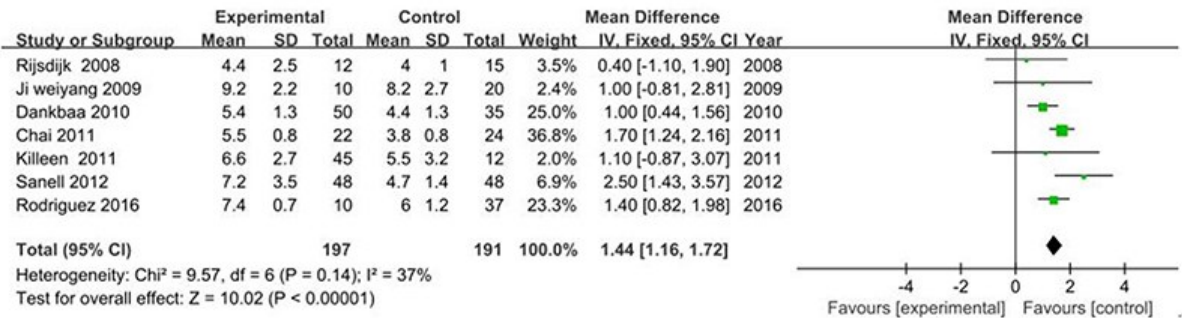 Experimental Control Mean Difference Mean Difference
Study or Subgroup Mean SD Total Mean SD Total Weight IV, Fixed, 95% CI Year IV, Fixed, 95% CI
Rijsdijk 2008 4.4 2.5 12 4 1 15 3.5% 0.40 [-1.10, 1.90] 2008
Ji weiyang 2009 9.2 2.2 10 8.2 2.7 20 2.4% 1.00 [-0.81, 2.81] 2009
Dankbaa 2010 5.4 1.3 50 4.4 1.3 35 25.0% 1.00 [0.44, 1.56] 2010
Chai 2011 5.5 0.8 22 3.8 0.8 24 36.8% 1.70 [1.24, 2.16] 2011
Killeen 2011 6.6 2.7 45 5.5 3.2 12 2.0% 1.10 [-0.87, 3.07] 2011
Sanell 2012 7.2 3.5 48 4.7 1.4 48 6.9% 2.50 [1.43, 3.57] 2012
Rodriguez 2016 7.4 0.7 10 6 1.2 37 23.3% 1.40 [0.82, 1.98] 2016
Total (95% CI) 197 191 100.0% 1.44 [1.16, 1.72]
Heterogeneity: Chi² = 9.57, df = 6 (P = 0.14); I² = 37%
Test for overall effect: Z = 10.02 (P < 0.00001)
-4 -2 0 2 4
Favours [experimental] Favours [control]